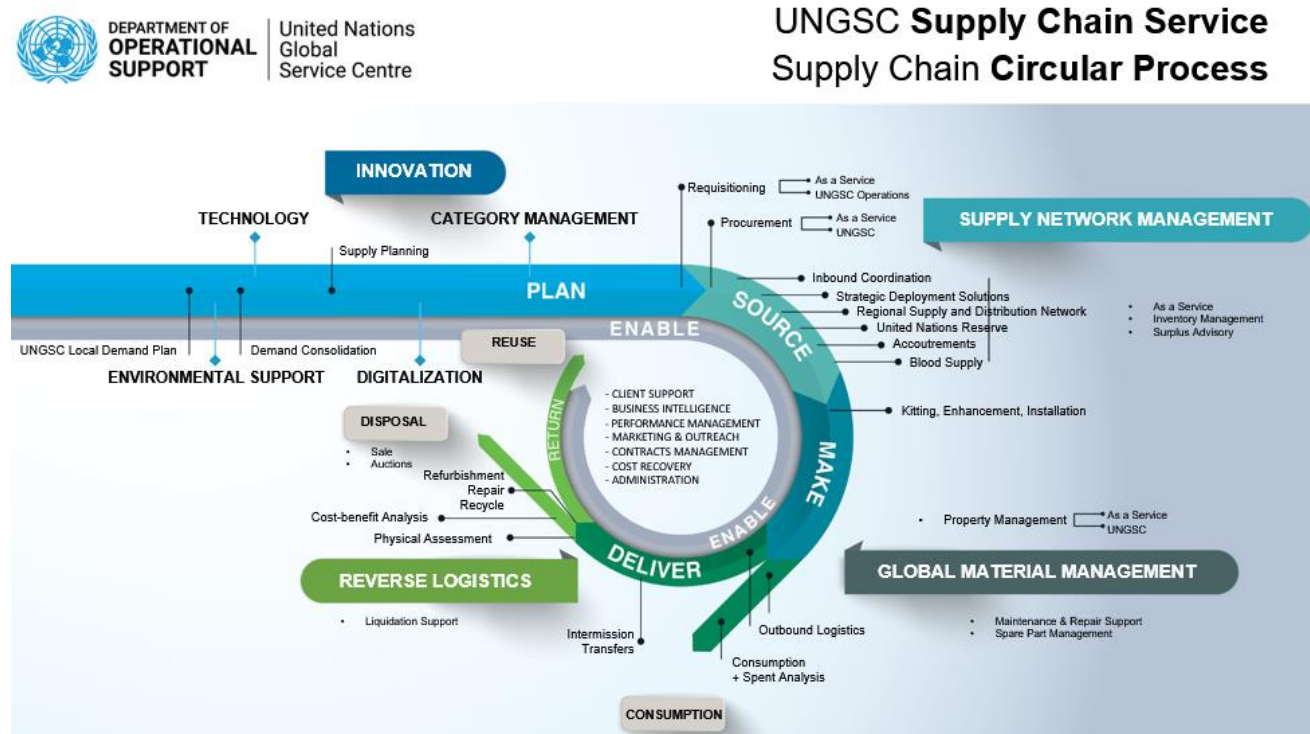 DEPARTMENT OF
OPERATIONAL
SUPPORT
United Nations
Global
Service Centre
UNGSC Supply Chain Service
Supply Chain Circular Process
INNOVATION
TECHNOLOGY
CATEGORY MANAGEMENT
Supply Planning
PLAN
UNGSC Local Demand Plan
Demand Consolidation
ENVIRONMENTAL SUPPORT
DIGITALIZATION
Requisitioning
As a Service
UNGSC Operations
Procurement
As a Service
UNGSC
SUPPLY NETWORK MANAGEMENT
SOURCE
Inbound Coordination
Strategic Deployment Solutions
Regional Supply and Distribution Network
United Nations Reserve
Accoutrements
Blood Supply
• As a Service
• Inventory Management
• Surplus Advisory
ENABLE
REUSE
RETURN
- CLIENT SUPPORT
- BUSINESS INTELLIGENCE
- PERFORMANCE MANAGEMENT
- MARKETING & OUTREACH
- CONTRACTS MANAGEMENT
- COST RECOVERY
- ADMINISTRATION
ENABLE
MAKE
Kitting, Enhancement, Installation
DISPOSAL
• Sale
• Auctions
Refurbishment
Repair
Recycle
Cost-benefit Analysis
Physical Assessment
DELIVER
• Property Management
As a Service
UNGSC
REVERSE LOGISTICS
• Liquidation Support
GLOBAL MATERIAL MANAGEMENT
• Maintenance & Repair Support
• Spare Part Management
Intermission
Transfers
Outbound Logistics
Consumption
+ Spent Analysis
CONSUMPTION